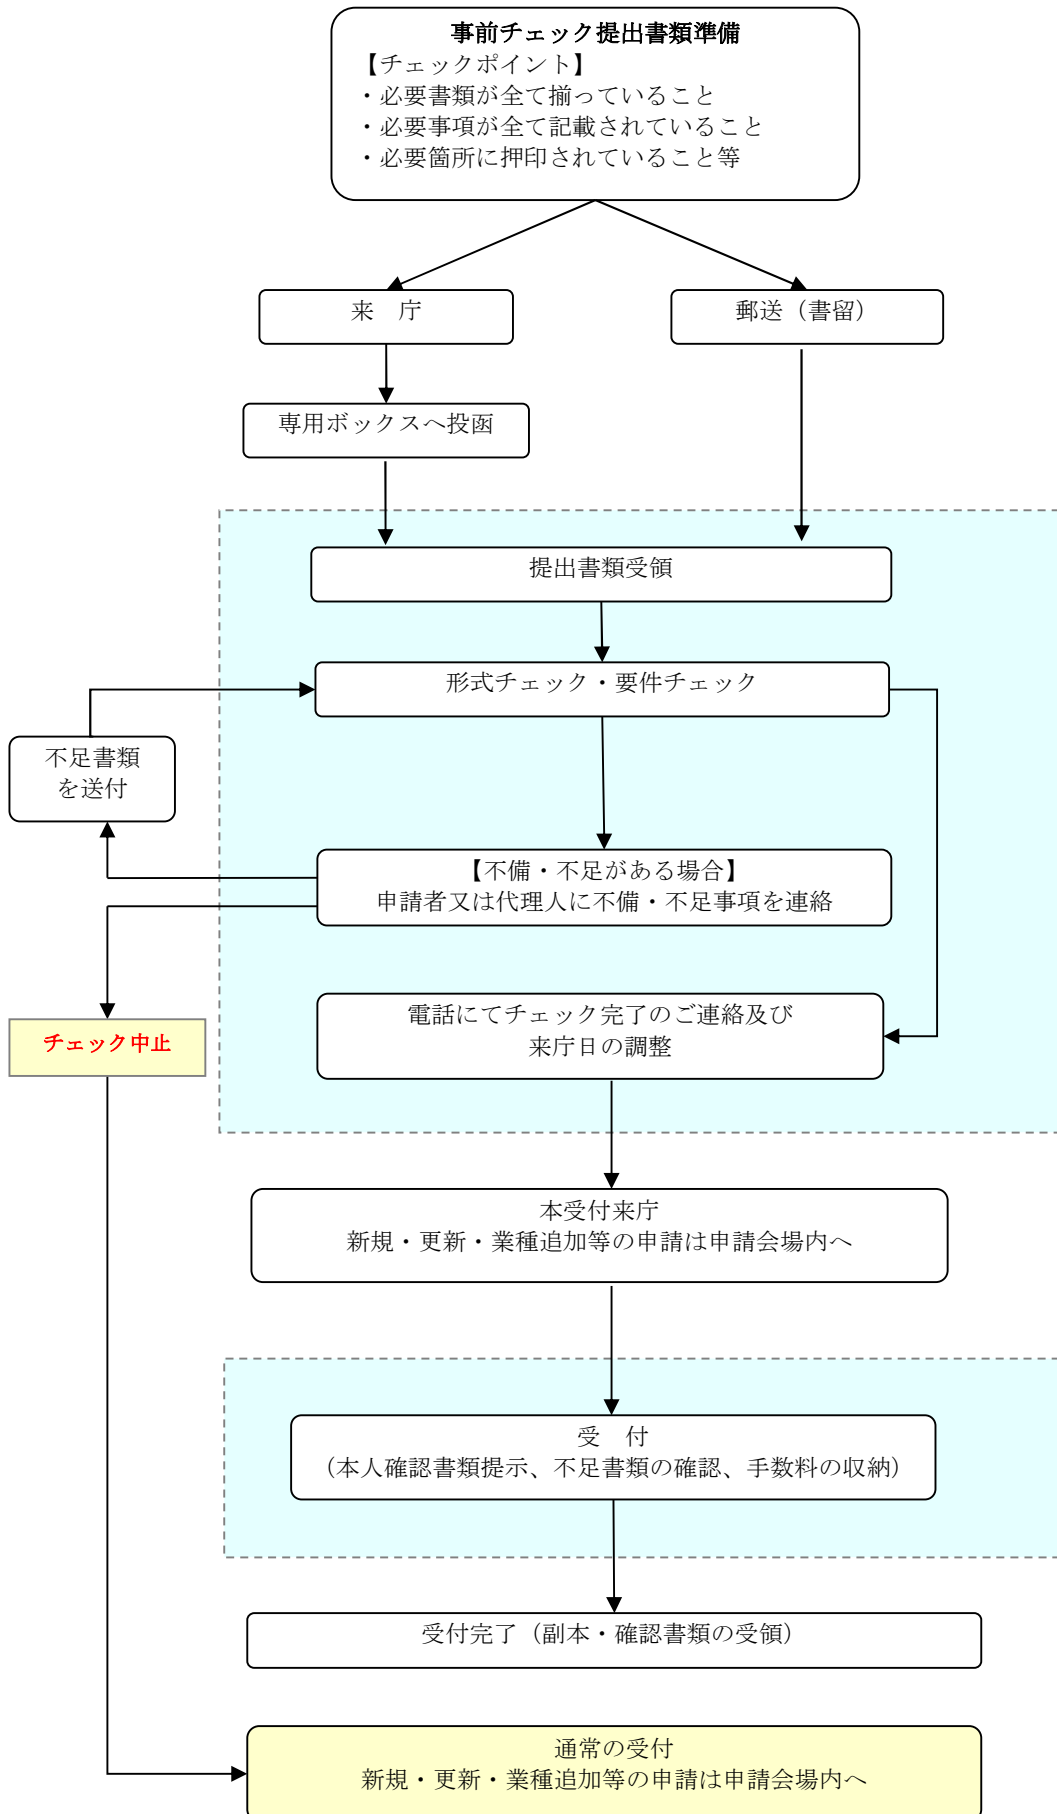 事前チェック提出書類準備
【チェックポイント】
・必要書類が全て揃っていること
・必要事項が全て記載されていること
・必要箇所に押印されていること等
来　庁
郵送（書留）
専用ボックスへ投函
提出書類受領
形式チェック・要件チェック
不足書類
を送付
【不備・不足がある場合】
申請者又は代理人に不備・不足事項を連絡
電話にてチェック完了のご連絡及び
来庁日の調整
チェック中止
本受付来庁
新規・更新・業種追加等の申請は申請会場内へ
受　付
（本人確認書類提示、不足書類の確認、手数料の収納）
受付完了（副本・確認書類の受領）
通常の受付
新規・更新・業種追加等の申請は申請会場内へ